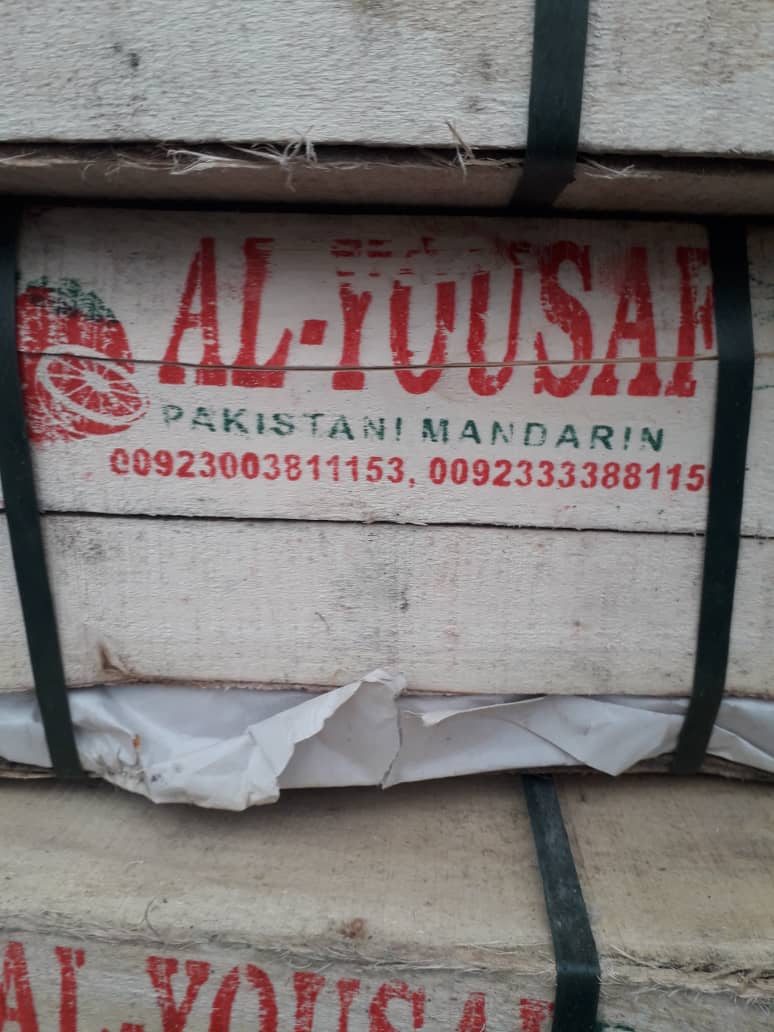 AL-YOUSAF
PAKISTANI MANDARIN
00923003811153, 0092333388115
AL-YOUSAF